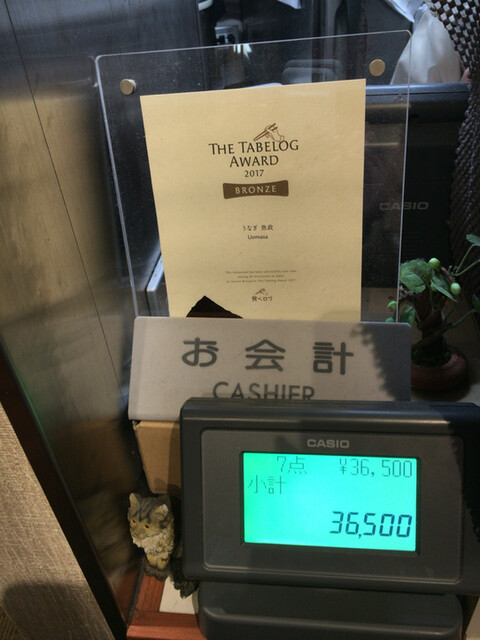 THE TABELOG
AWARD
2017
BRONZE
うなぎ 魚政
Uomasa
食べログ
CASIO
お会計
CASHIER
CASIO
7点 ¥36,500
小計
36,500